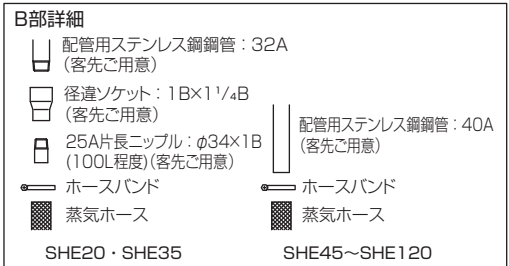 B部詳細
配管用ステンレス鋼鋼管：32A
(客先ご用意)
径違ソケット：1B×1¹/₄B
(客先ご用意)
25A片長ニップル：φ34×1B
(100L程度)(客先ご用意)
ホースバンド
蒸気ホース
SHE20・SHE35
配管用ステンレス鋼鋼管：40A
(客先ご用意)
ホースバンド
蒸気ホース
SHE45〜SHE120